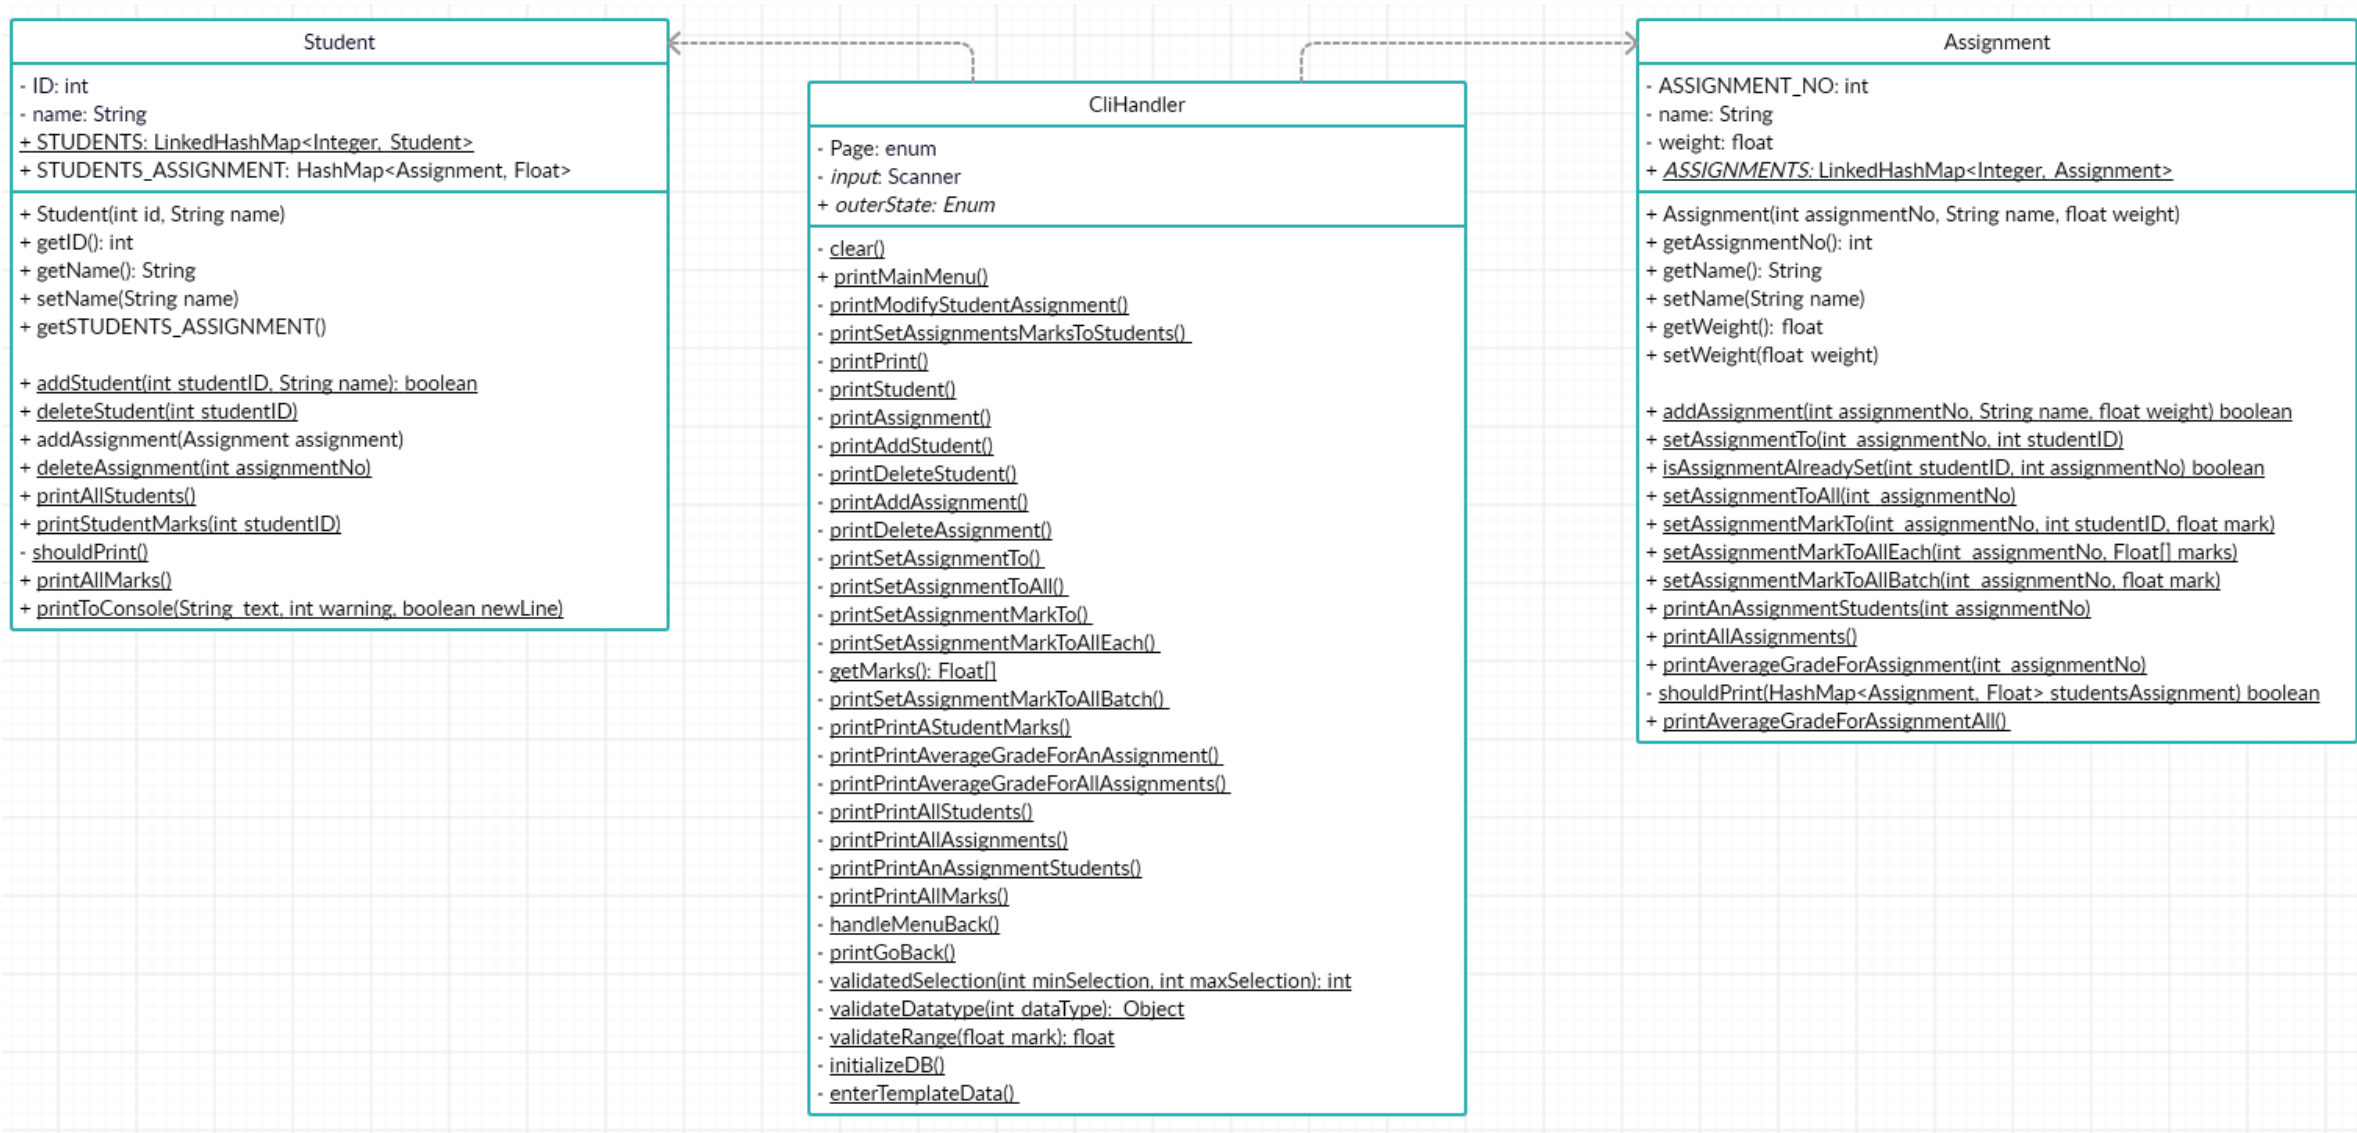 Student
- ID: int
- name: String
+ STUDENTS: LinkedHashMap<Integer, Student>
+ STUDENTS_ASSIGNMENT: HashMap<Assignment, Float>
+ Student(int id, String name)
+ getID(): int
+ getName(): String
+ setName(String name)
+ getSTUDENTS_ASSIGNMENT()
+ addStudent(int studentID, String name): boolean
+ deleteStudent(int studentID)
+ addAssignment(Assignment assignment)
+ deleteAssignment(int assignmentNo)
+ printAllStudents()
+ printStudentMarks(int studentID)
- shouldPrint()
+ printAllMarks()
+ printToConsole(String text, int warning, boolean newLine)
CliHandler
- Page: enum
- input: Scanner
+ outerState: Enum
- clear()
+ printMainMenu()
- printModifyStudentAssignment()
- printSetAssignmentsMarksToStudents()
- printPrint()
- printStudent()
- printAssignment()
- printAddStudent()
- printDeleteStudent()
- printAddAssignment()
- printDeleteAssignment()
- printSetAssignmentTo()
- printSetAssignmentToAll()
- printSetAssignmentMarkTo()
- printSetAssignmentMarkToAllEach()
- getMarks(): Float[]
- printSetAssignmentMarkToAllBatch()
- printPrintAStudentMarks()
- printPrintAverageGradeForAnAssignment()
- printPrintAverageGradeForAllAssignments()
- printPrintAllStudents()
- printPrintAllAssignments()
- printPrintAnAssignmentStudents()
- printPrintAllMarks()
- handleMenuBack()
- printGoBack()
- validatedSelection(int minSelection, int maxSelection): int
- validateDatatype(int dataType): Object
- validateRange(float mark): float
- initializeDB()
- enterTemplateData()
Assignment
- ASSIGNMENT_NO: int
- name: String
- weight: float
+ ASSIGNMENTS: LinkedHashMap<Integer, Assignment>
+ Assignment(int assignmentNo, String name, float weight)
+ getAssignmentNo(): int
+ getName(): String
+ setName(String name)
+ getWeight(): float
+ setWeight(float weight)
+ addAssignment(int assignmentNo, String name, float weight) boolean
+ setAssignmentTo(int assignmentNo, int studentID)
+ isAssignmentAlreadySet(int studentID, int assignmentNo) boolean
+ setAssignmentToAll(int assignmentNo)
+ setAssignmentMarkTo(int assignmentNo, int studentID, float mark)
+ setAssignmentMarkToAllEach(int assignmentNo, Float[] marks)
+ setAssignmentMarkToAllBatch(int assignmentNo, float mark)
+ printAnAssignmentStudents(int assignmentNo)
+ printAllAssignments()
+ printAverageGradeForAssignment(int assignmentNo)
- shouldPrint(HashMap<Assignment, Float> studentsAssignment) boolean
+ printAverageGradeForAssignmentAll()